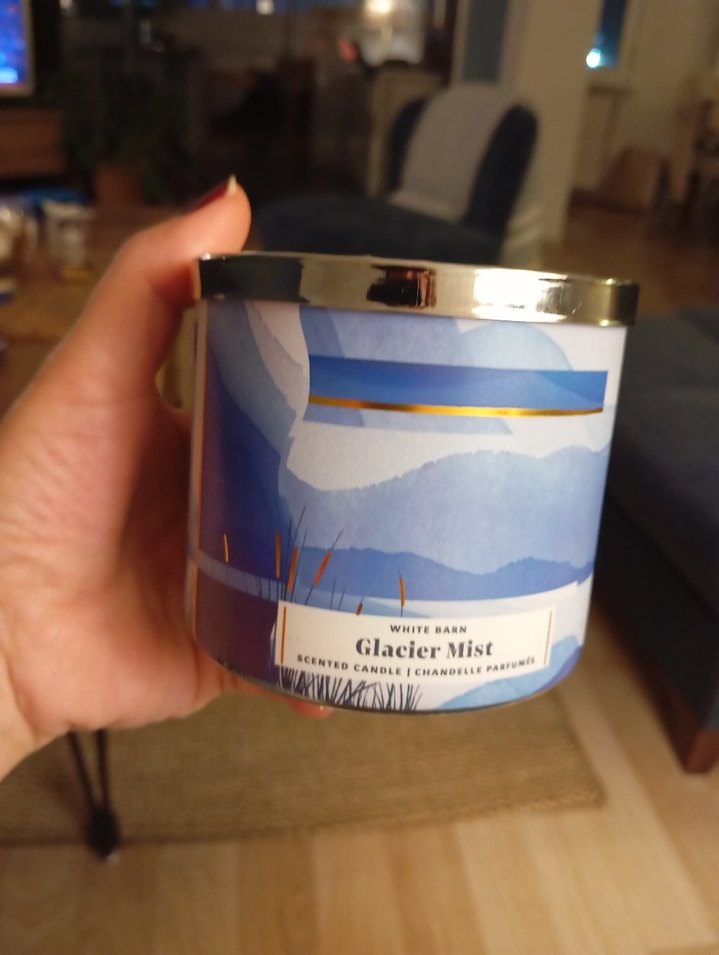 WHITE BARN
Glacier Mist
SCENTED CANDLE | CHANDELLE PARFUMÉE